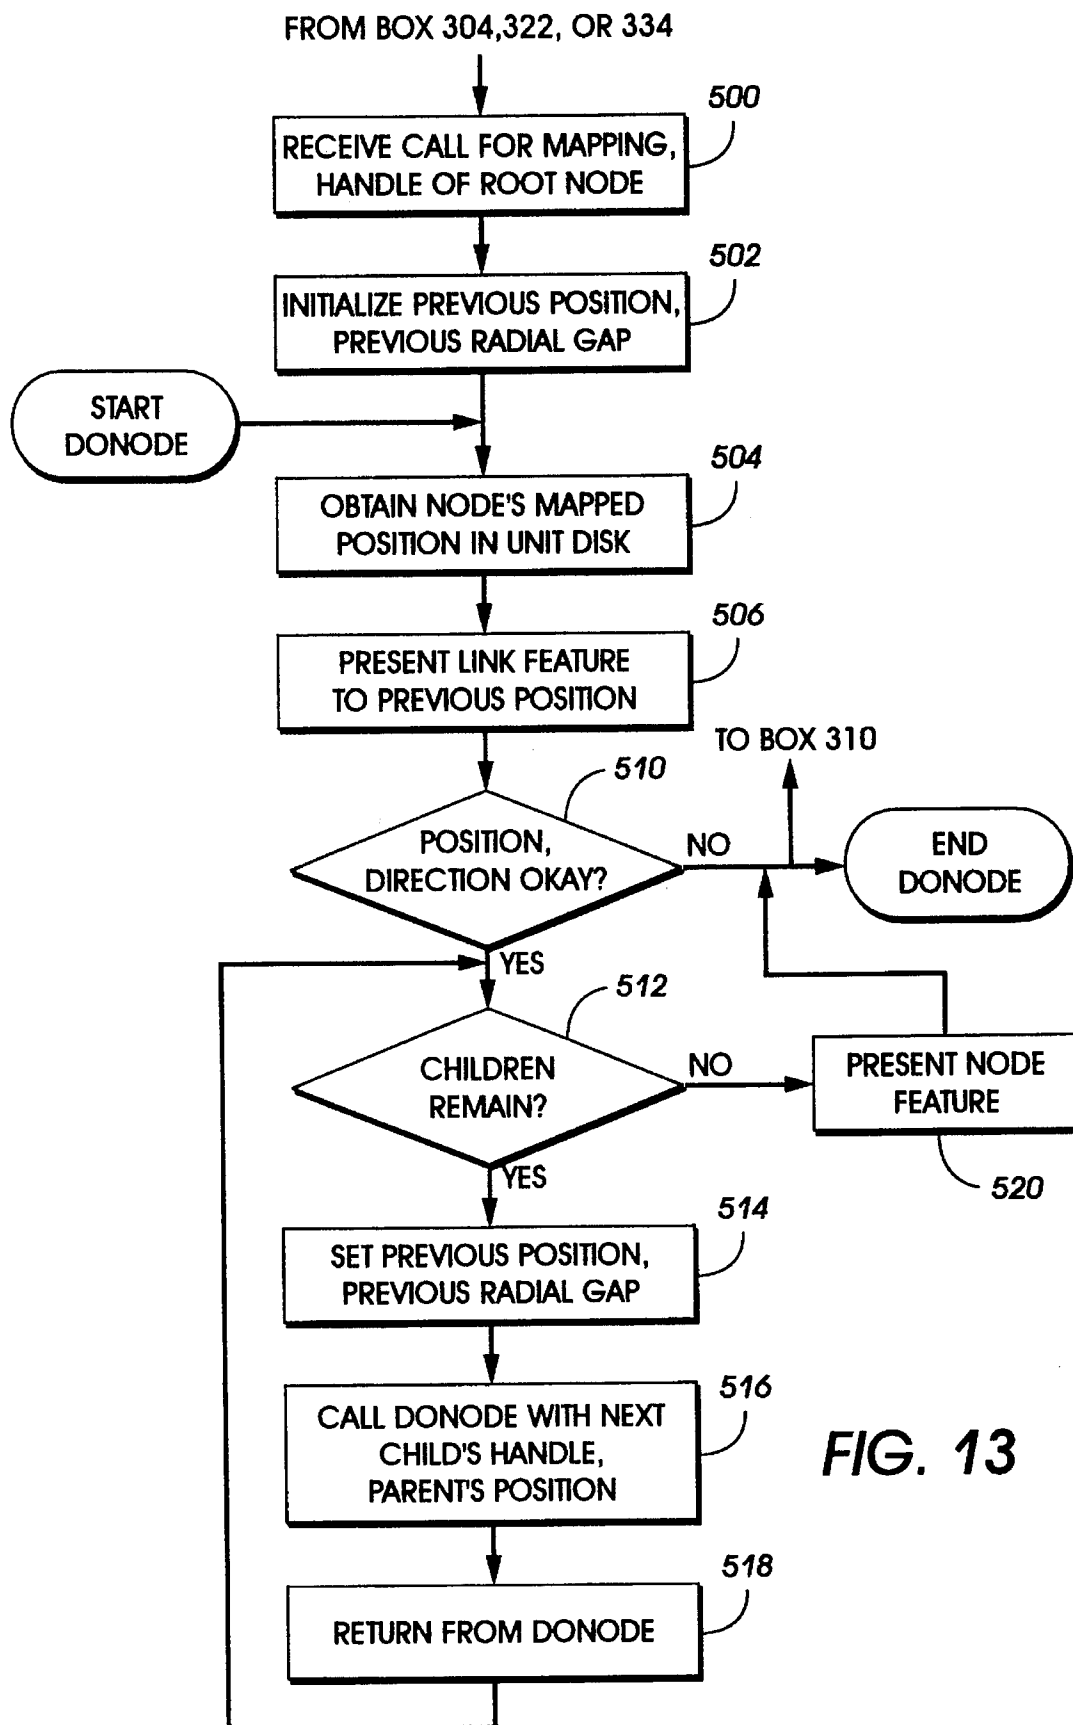 FROM BOX 304,322, OR 334
500
RECEIVE CALL FOR MAPPING,
HANDLE OF ROOT NODE
502
INITIALIZE PREVIOUS POSITION,
PREVIOUS RADIAL GAP
START
DONODE
504
OBTAIN NODE'S MAPPED
POSITION IN UNIT DISK
506
PRESENT LINK FEATURE
TO PREVIOUS POSITION
TO BOX 310
510
POSITION,
DIRECTION OKAY?
NO
END
DONODE
YES
512
CHILDREN
REMAIN?
NO
PRESENT NODE
FEATURE
520
YES
514
SET PREVIOUS POSITION,
PREVIOUS RADIAL GAP
516
CALL DONODE WITH NEXT
CHILD'S HANDLE,
PARENT'S POSITION
FIG. 13
518
RETURN FROM DONODE